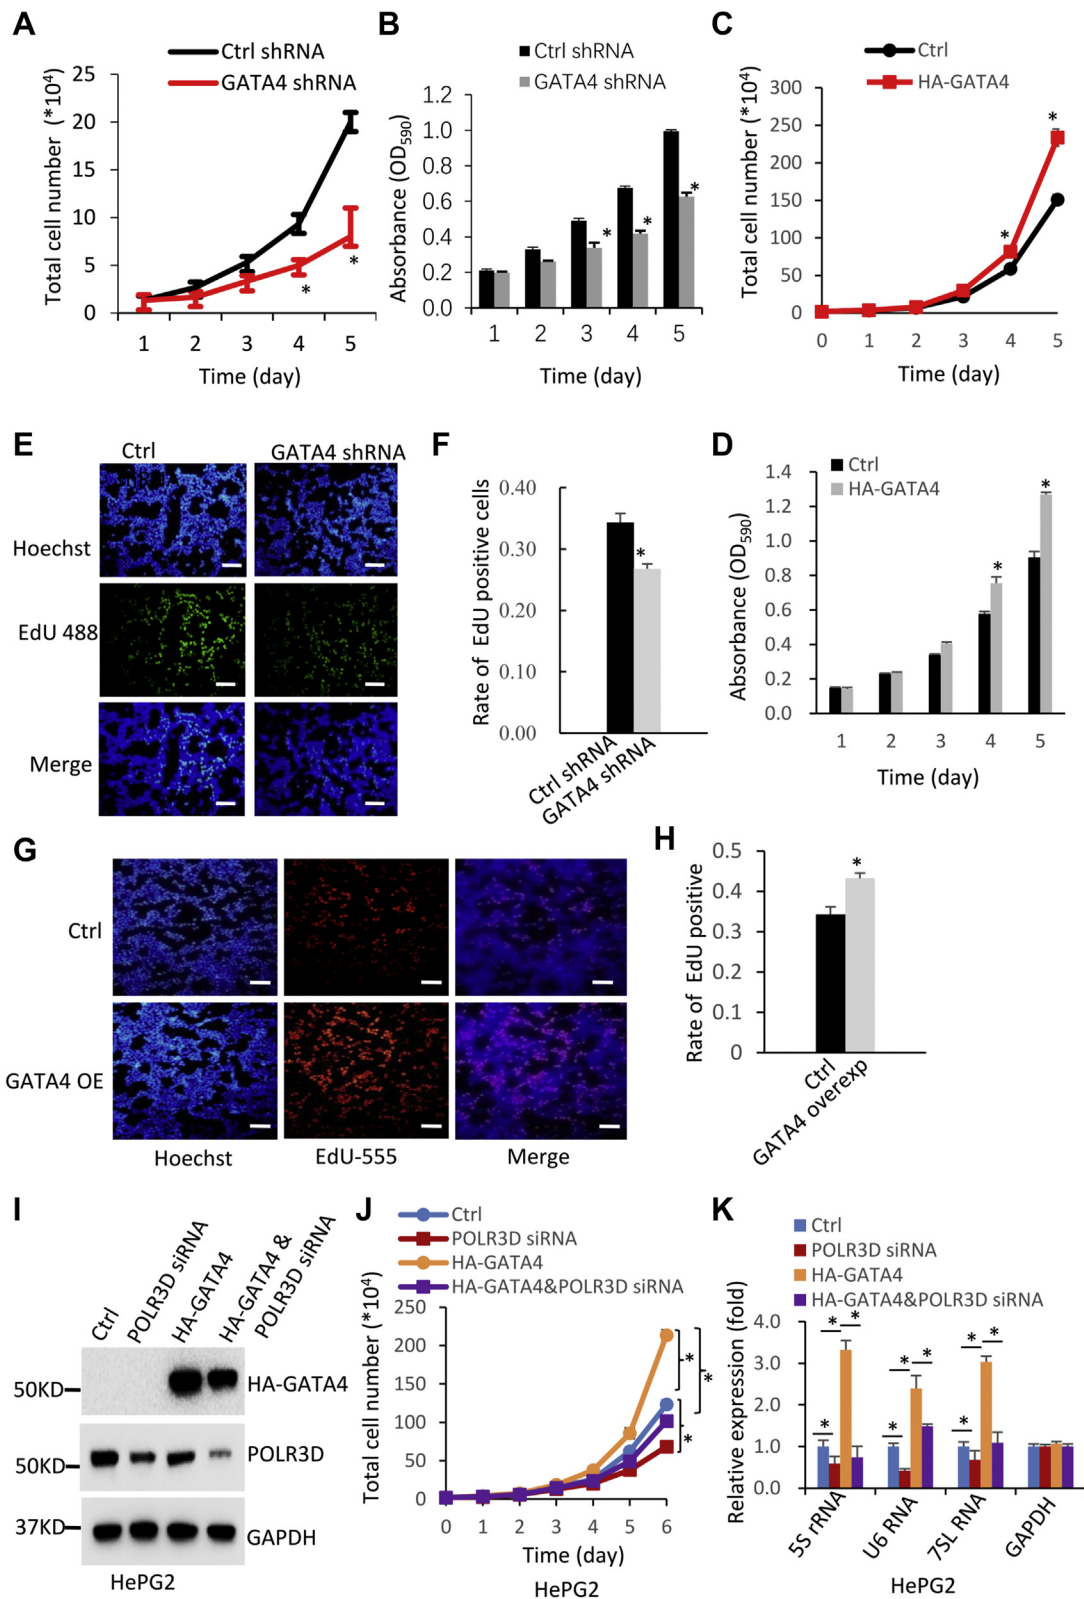 A
Ctrl shRNA
GATA4 shRNA
Total cell number (*10⁴)
25
20
15
10
5
0
*
*
1 2 3 4 5
Time (day)
B
Ctrl shRNA
GATA4 shRNA
Absorbance (OD₅₉₀)
1.2
1.0
0.8
0.6
0.4
0.2
0.0
*
*
*
1 2 3 4 5
Time (day)
C
Ctrl
HA-GATA4
Total cell number (*10⁴)
300
250
200
150
100
50
0
*
*
0 1 2 3 4 5
Time (day)
E
Ctrl
GATA4 shRNA
Hoechst
EdU 488
Merge
F
Rate of EdU positive cells
0.40
0.30
0.20
0.10
0.00
*
Ctrl shRNA
GATA4 shRNA
D
Ctrl
HA-GATA4
Absorbance (OD₅₉₀)
1.4
1.2
1.0
0.8
0.6
0.4
0.2
0.0
*
*
1 2 3 4 5
Time (day)
G
Ctrl
GATA4 OE
Hoechst
EdU-555
Merge
H
Rate of EdU positive
0.5
0.4
0.3
0.2
0.1
0
*
Ctrl
GATA4 overexp
I
Ctrl
POLR3D siRNA
HA-GATA4
HA-GATA4 &
POLR3D siRNA
50KD
HA-GATA4
50KD
POLR3D
37KD
GAPDH
HePG2
J
Ctrl
POLR3D siRNA
HA-GATA4
HA-GATA4&POLR3D siRNA
Total cell number (*10⁴)
250
200
150
100
50
0
*
*
*
0 1 2 3 4 5 6
Time (day)
HePG2
K
Ctrl
POLR3D siRNA
HA-GATA4
HA-GATA4&POLR3D siRNA
Relative expression (fold)
4.0
3.0
2.0
1.0
0.0
* *
*
* *
*
* *
*
5S rRNA
U6 RNA
7SL RNA
GAPDH
HePG2